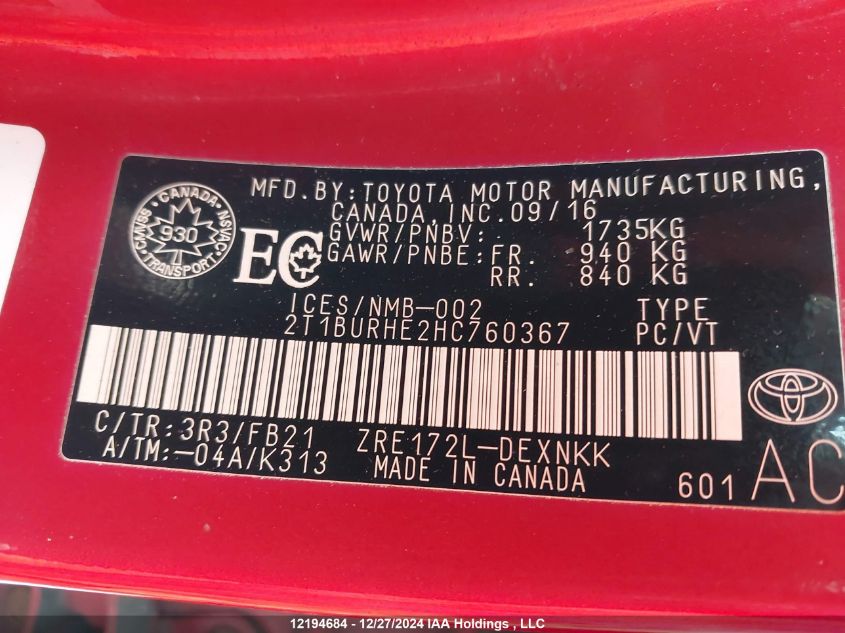 CANADA
CMVSS NSVAC
930
TRANSPORT
EC
MFD.BY:TOYOTA MOTOR MANUFACTURING,
CANADA,INC.09/16
GVWR/PNBV: 1735KG
GAWR/PNBE:FR. 940 KG
RR. 840 KG
ICES/NMB-002 TYPE
2T1BURHE2HC760367 PC/VT
C/TR:3R3/FB21 ZRE172L-DEXNKK
A/TM:-04A/K313 MADE IN CANADA
601 AC
12194684 - 12/27/2024 IAA Holdings , LLC